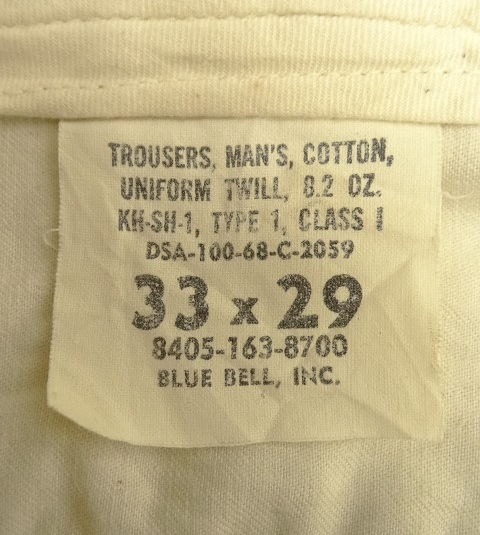 TROUSERS, MAN'S, COTTON,
UNIFORM TWILL, 8.2 OZ.
KH-SH-1, TYPE 1, CLASS 1
DSA-100-68-C-2059
33 x 29
8405-163-8700
BLUE BELL, INC.